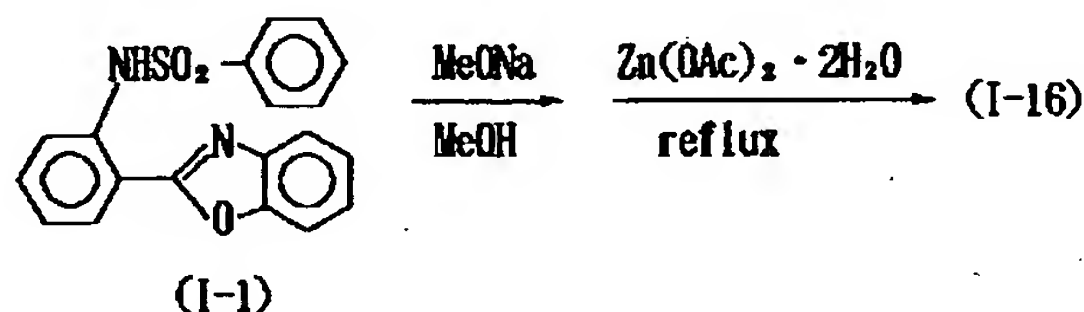 NHSO₂
MeONa
Zn(OAc)₂・2H₂O
(I-16)
MeOH
reflux
N
O
(I-1)